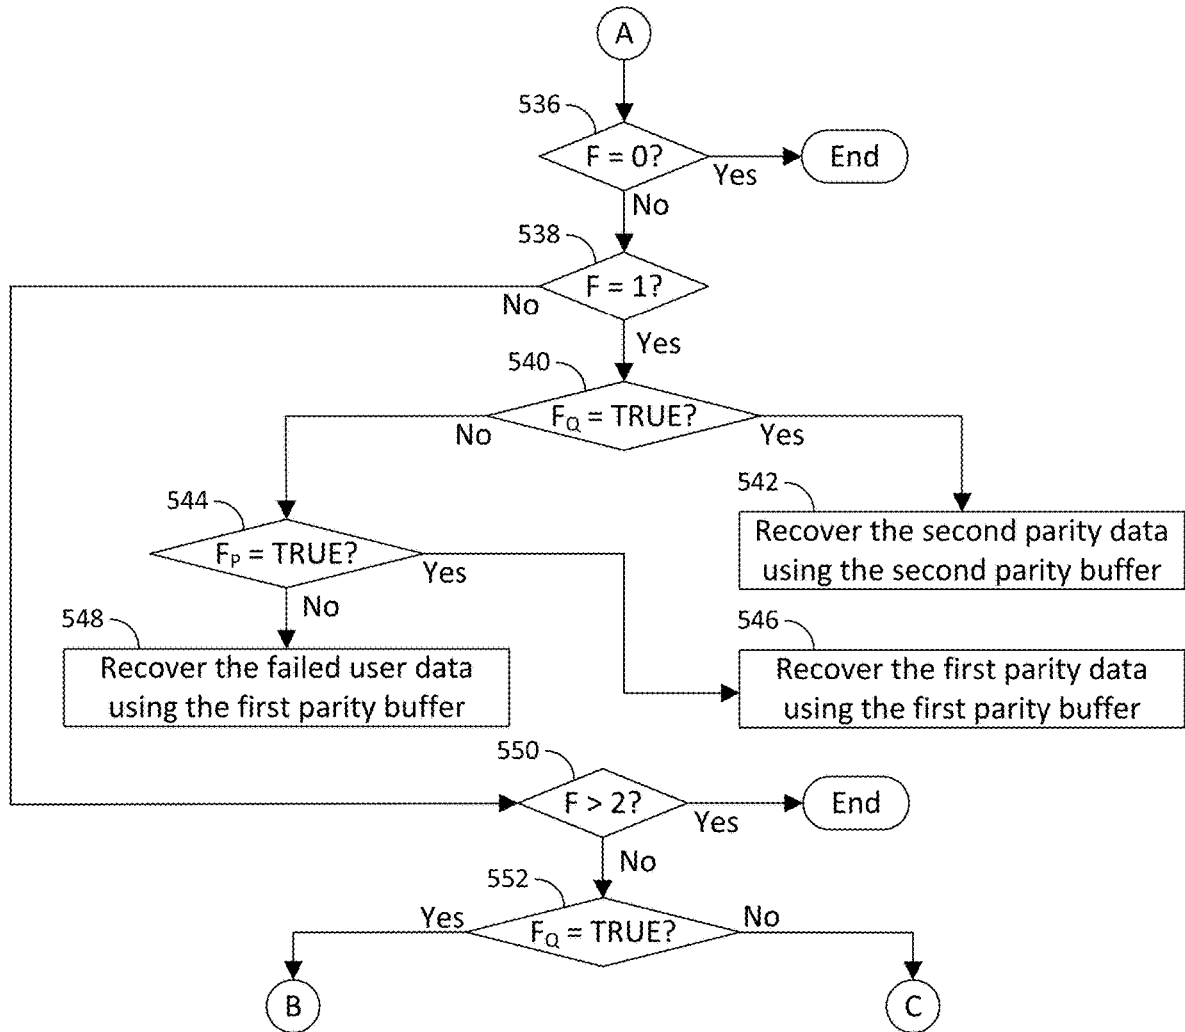 A
536
F = 0?
Yes
End
No
538
F = 1?
No
Yes
540
F_Q = TRUE?
No
Yes
542
Recover the second parity data
using the second parity buffer
544
F_P = TRUE?
Yes
No
546
Recover the first parity data
using the first parity buffer
548
Recover the failed user data
using the first parity buffer
550
F > 2?
Yes
End
No
552
F_Q = TRUE?
Yes
No
B
C